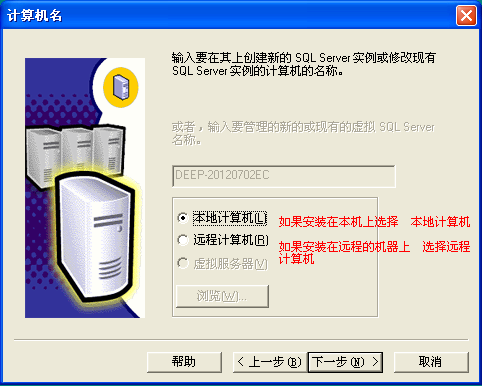 计算机名
输入要在其上创建新的 SQL Server 实例或修改现有
SQL Server 实例的计算机的名称。
或者，输入要管理的新的或现有的虚拟 SQL Server
名称。
DEEP-20120702EC
本地计算机(L)
如果安装在本机上选择 本地计算机
远程计算机(R)
如果安装在远程的机器上 选择远程
计算机
虚拟服务器(V)
浏览(W)...
帮助
< 上一步(B)
下一步(N) >
取消